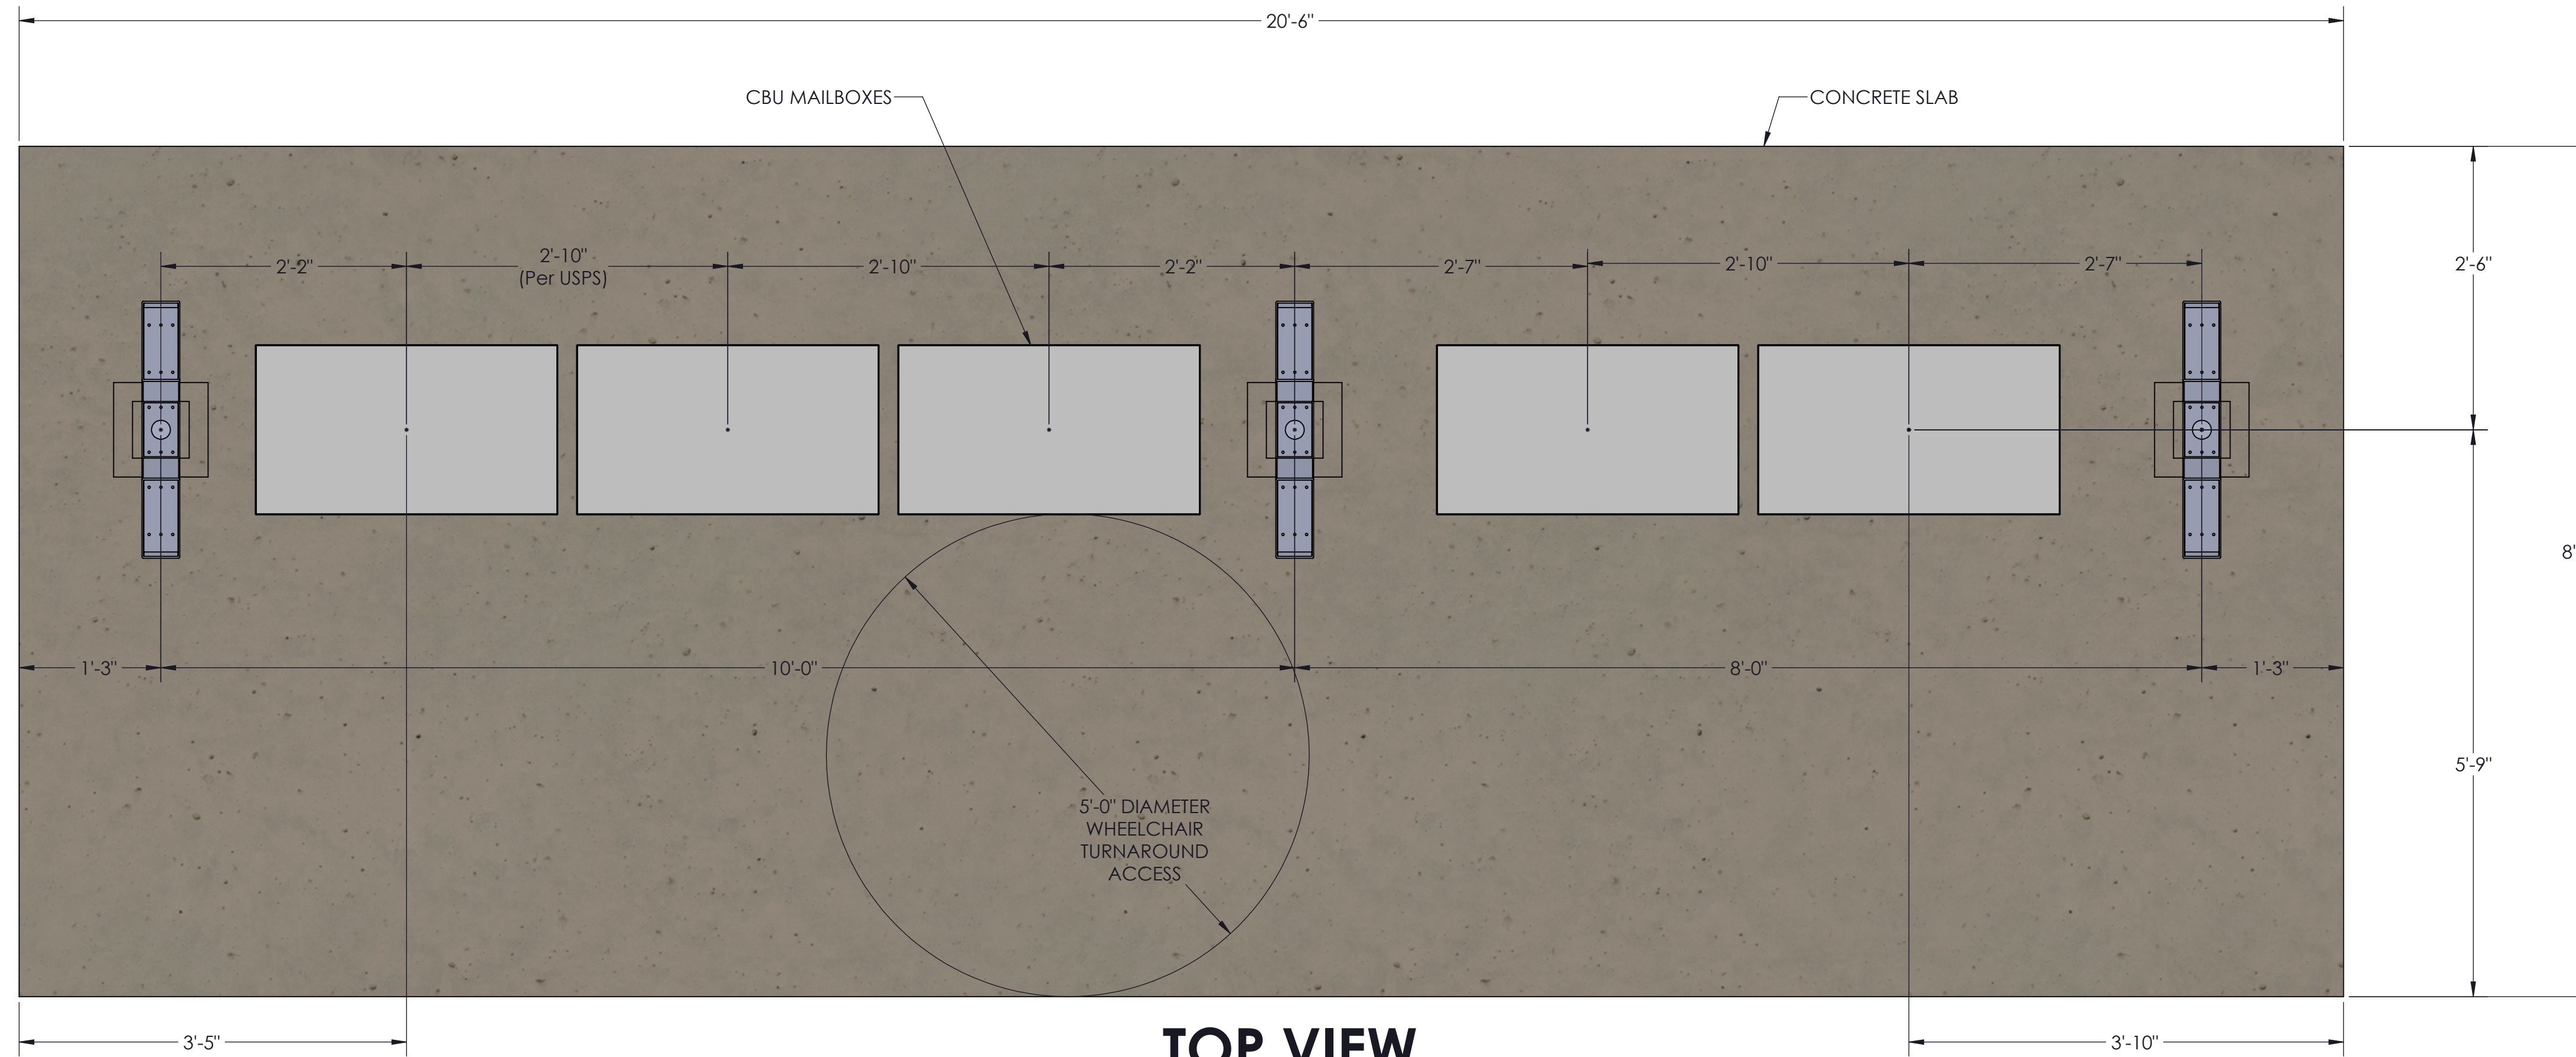 20'-6"
CBU MAILBOXES
CONCRETE SLAB
2'-2"
2'-10"
(Per USPS)
2'-10"
2'-2"
2'-7"
2'-10"
2'-7"
2'-6"
8'
1'-3"
10'-0"
8'-0"
1'-3"
5'-9"
5'-0" DIAMETER
WHEELCHAIR
TURNAROUND
ACCESS
3'-5"
TOP VIEW
3'-10"